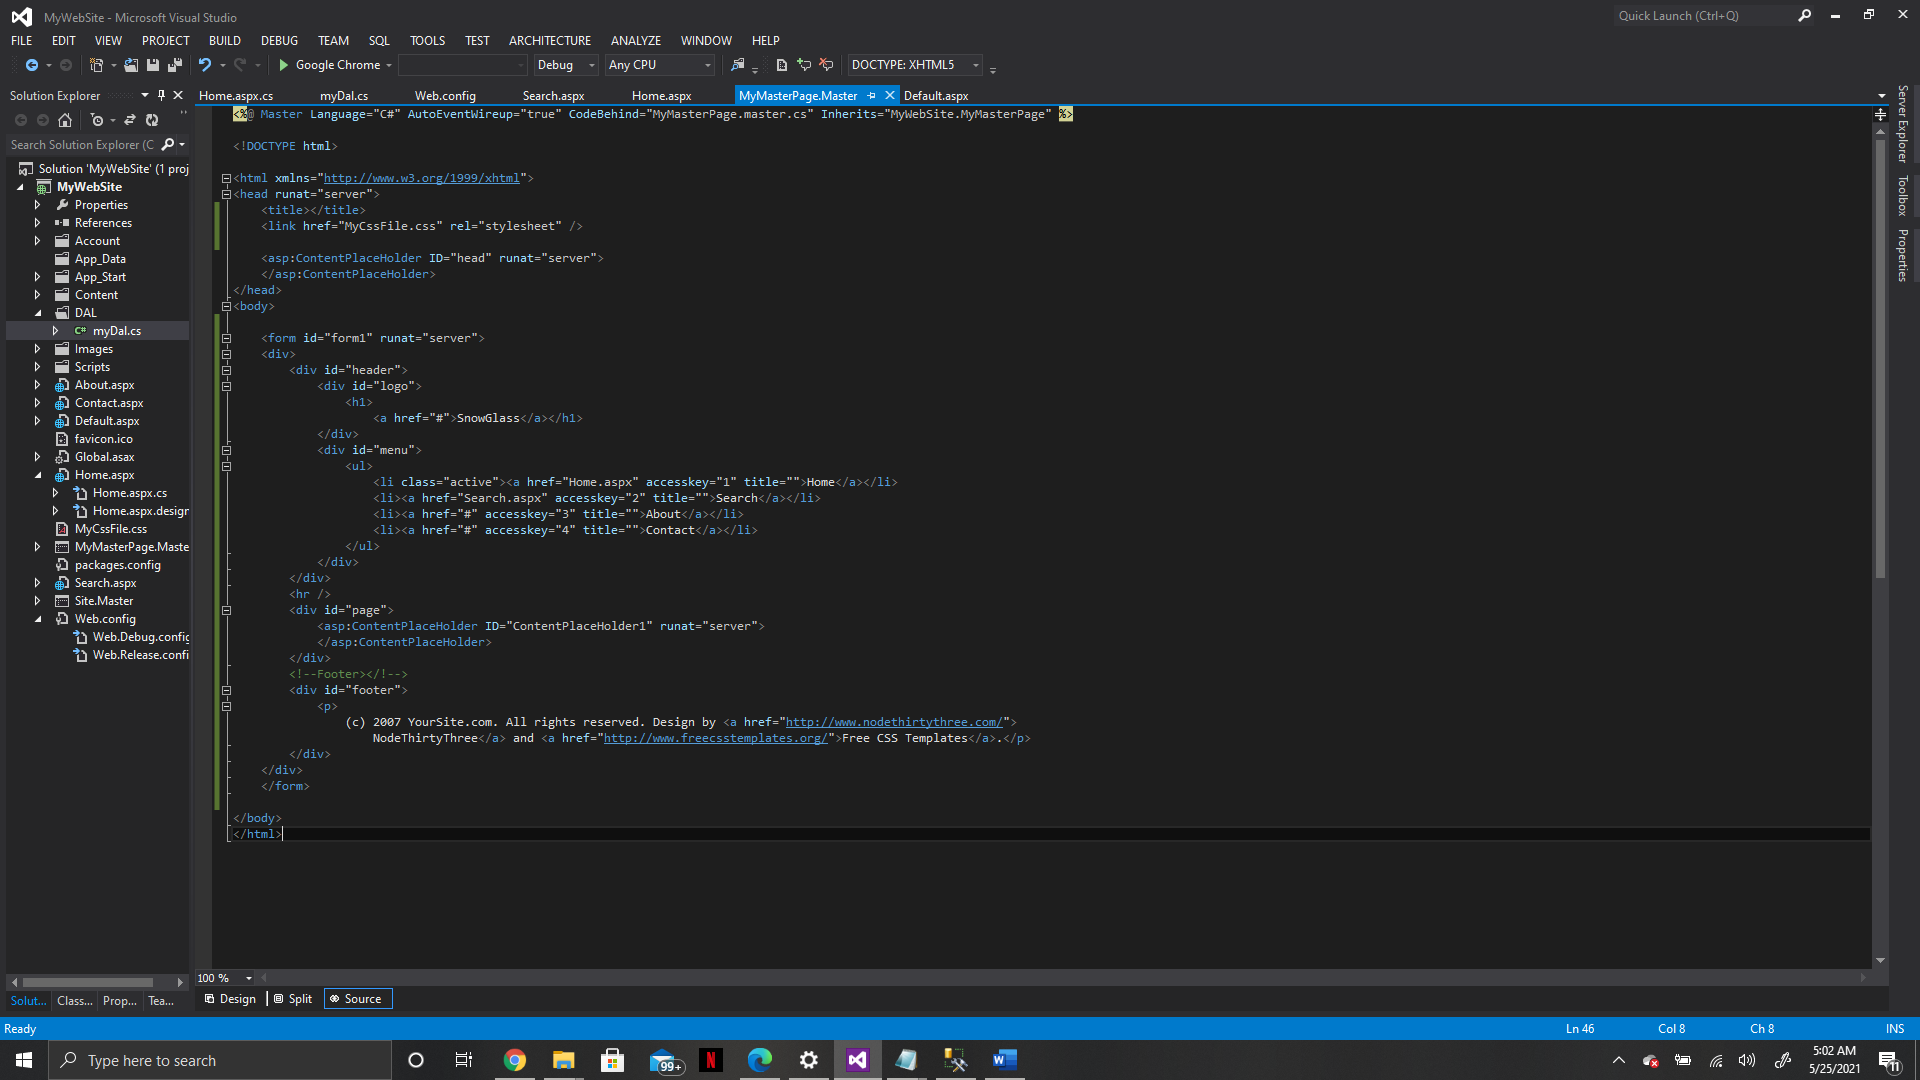 MyWebSite - Microsoft Visual Studio
Quick Launch (Ctrl+Q)
FILE EDIT VIEW PROJECT BUILD DEBUG TEAM SQL TOOLS TEST ARCHITECTURE ANALYZE WINDOW HELP
Google Chrome Debug Any CPU DOCTYPE: XHTML5
Solution Explorer
Search Solution Explorer (C
Solution 'MyWebSite' (1 proj
MyWebSite
Properties
References
Account
App_Data
App_Start
Content
DAL
C# myDal.cs
Images
Scripts
About.aspx
Contact.aspx
Default.aspx
favicon.ico
Global.asax
Home.aspx
Home.aspx.cs
Home.aspx.design
MyCssFile.css
MyMasterPage.Maste
packages.config
Search.aspx
Site.Master
Web.config
Web.Debug.config
Web.Release.confi
Solut... Class... Prop... Tea...
Home.aspx.cs myDal.cs Web.config Search.aspx Home.aspx MyMasterPage.Master Default.aspx
<%@ Master Language="C#" AutoEventWireup="true" CodeBehind="MyMasterPage.master.cs" Inherits="MyWebSite.MyMasterPage" %>
<!DOCTYPE html>
<html xmlns="http://www.w3.org/1999/xhtml">
<head runat="server">
<title></title>
<link href="MyCssFile.css" rel="stylesheet" />
<asp:ContentPlaceHolder ID="head" runat="server">
</asp:ContentPlaceHolder>
</head>
<body>
<form id="form1" runat="server">
<div>
<div id="header">
<div id="logo">
<h1>
<a href="#">SnowGlass</a></h1>
</div>
<div id="menu">
<ul>
<li class="active"><a href="Home.aspx" accesskey="1" title="">Home</a></li>
<li><a href="Search.aspx" accesskey="2" title="">Search</a></li>
<li><a href="#" accesskey="3" title="">About</a></li>
<li><a href="#" accesskey="4" title="">Contact</a></li>
</ul>
</div>
</div>
<hr />
<div id="page">
<asp:ContentPlaceHolder ID="ContentPlaceHolder1" runat="server">
</asp:ContentPlaceHolder>
</div>
<!--Footer></!-->
<div id="footer">
<p>
(c) 2007 YourSite.com. All rights reserved. Design by <a href="http://www.nodethirtythree.com/">
NodeThirtyThree</a> and <a href="http://www.freecsstemplates.org/">Free CSS Templates</a>.</p>
</div>
</div>
</form>
</body>
</html>
100 %
Design Split Source
Server Explorer
Toolbox
Properties
Ready Ln 46 Col 8 Ch 8 INS
Type here to search
99+
N
W
5:02 AM
5/25/2021
11